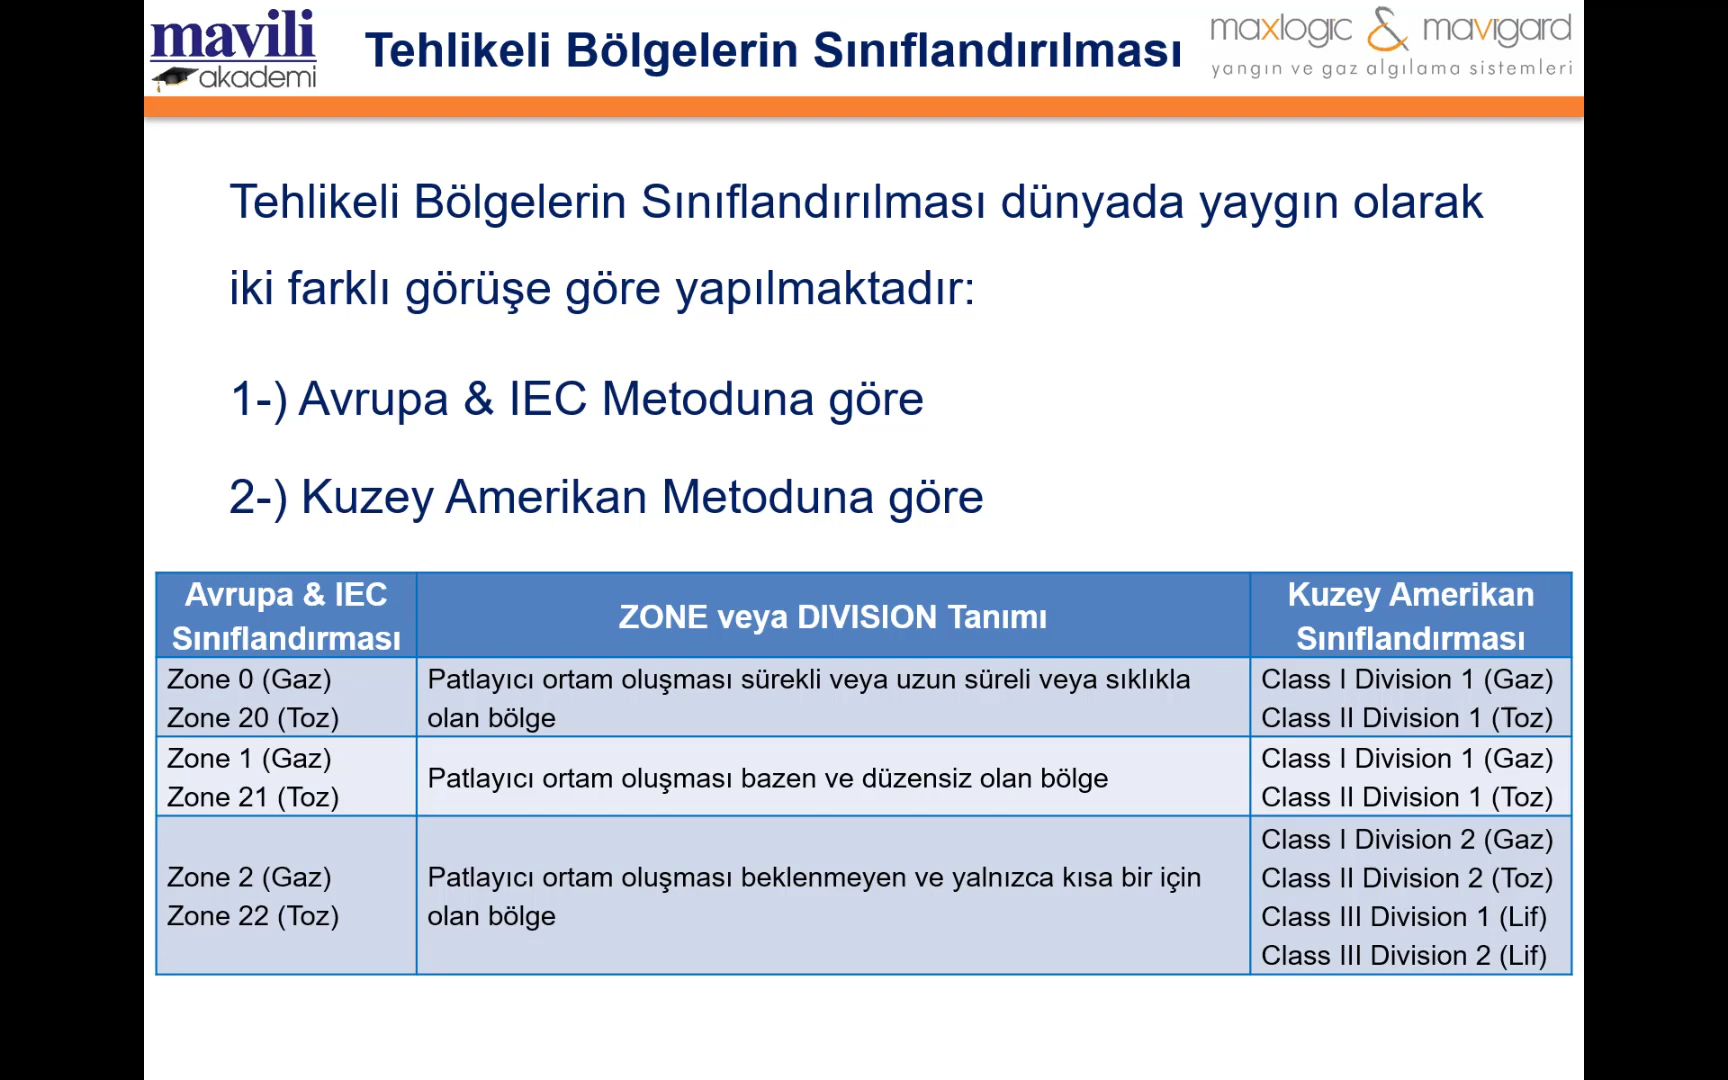 mavili
akademi
Tehlikeli Bölgelerin Sınıflandırılması
maxlogic & mavigard
yangın ve gaz algılama sistemleri
Tehlikeli Bölgelerin Sınıflandırılması dünyada yaygın olarak
iki farklı görüşe göre yapılmaktadır:
1-) Avrupa & IEC Metoduna göre
2-) Kuzey Amerikan Metoduna göre
Avrupa & IEC
Sınıflandırması
ZONE veya DIVISION Tanımı
Kuzey Amerikan
Sınıflandırması
Zone 0 (Gaz)
Zone 20 (Toz)
Patlayıcı ortam oluşması sürekli veya uzun süreli veya sıklıkla
olan bölge
Class I Division 1 (Gaz)
Class II Division 1 (Toz)
Zone 1 (Gaz)
Zone 21 (Toz)
Patlayıcı ortam oluşması bazen ve düzensiz olan bölge
Class I Division 1 (Gaz)
Class II Division 1 (Toz)
Zone 2 (Gaz)
Zone 22 (Toz)
Patlayıcı ortam oluşması beklenmeyen ve yalnızca kısa bir için
olan bölge
Class I Division 2 (Gaz)
Class II Division 2 (Toz)
Class III Division 1 (Lif)
Class III Division 2 (Lif)